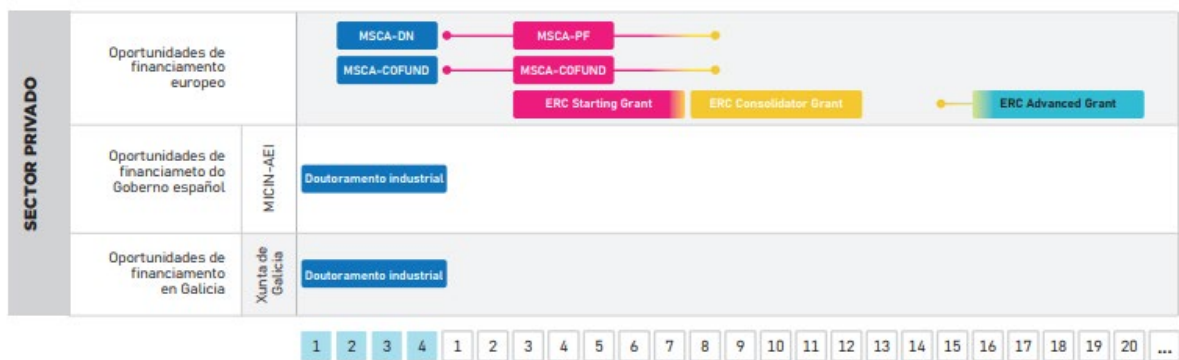 SECTOR PRIVADO
Oportunidades de
financiamento
europeo
MSCA-DN
MSCA-PF
MSCA-COFUND
MSCA-COFUND
ERC Starting Grant
ERC Consolidator Grant
ERC Advanced Grant
Oportunidades de
financiameto do
Goberno español
MICIN-AEI
Doutoramento industrial
Oportunidades de
financiamento
en Galicia
Xunta de
Galicia
Doutoramento industrial
1 2 3 4 1 2 3 4 5 6 7 8 9 10 11 12 13 14 15 16 17 18 19 20 ...